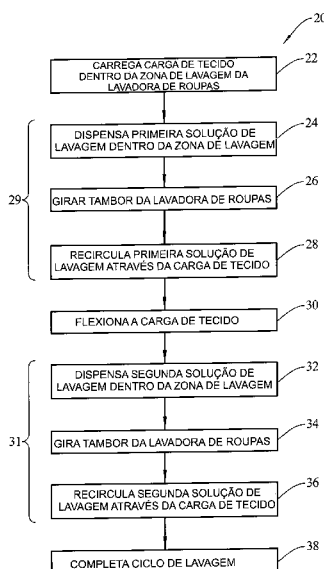 20
CARREGA CARGA DE TECIDO
DENTRO DA ZONA DE LAVAGEM DA
LAVADORA DE ROUPAS
22
DISPENSA PRIMEIRA SOLUÇÃO DE
LAVAGEM DENTRO DA ZONA DE LAVAGEM
24
GIRAR TAMBOR DA LAVADORA DE ROUPAS
26
29
RECIRCULA PRIMEIRA SOLUÇÃO DE
LAVAGEM ATRAVÉS DA CARGA DE TECIDO
28
FLEXIONA A CARGA DE TECIDO
30
DISPENSA SEGUNDA SOLUÇÃO DE
LAVAGEM DENTRO DA ZONA DE LAVAGEM
32
31
GIRA TAMBOR DA LAVADORA DE ROUPAS
34
RECIRCULA SEGUNDA SOLUÇÃO DE
LAVAGEM ATRAVÉS DA CARGA DE TECIDO
36
COMPLETA CICLO DE LAVAGEM
38